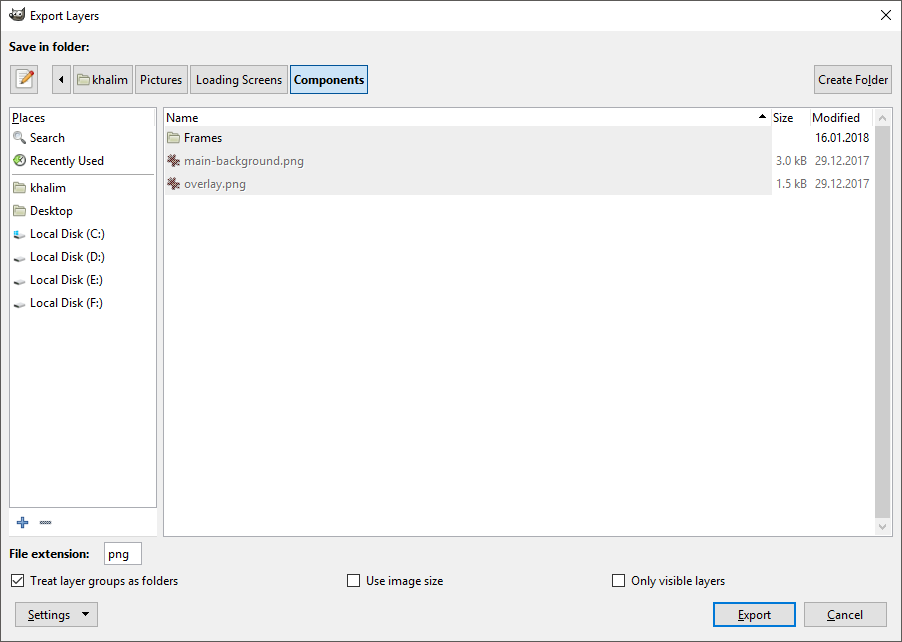 Export Layers
Save in folder:
khalim Pictures Loading Screens Components Create Folder
Places
Search
Recently Used
khalim
Desktop
Local Disk (C:)
Local Disk (D:)
Local Disk (E:)
Local Disk (F:)
Name Size Modified
Frames 16.01.2018
main-background.png 3.0 kB 29.12.2017
overlay.png 1.5 kB 29.12.2017
File extension: png
Treat layer groups as folders Use image size Only visible layers
Settings Export Cancel